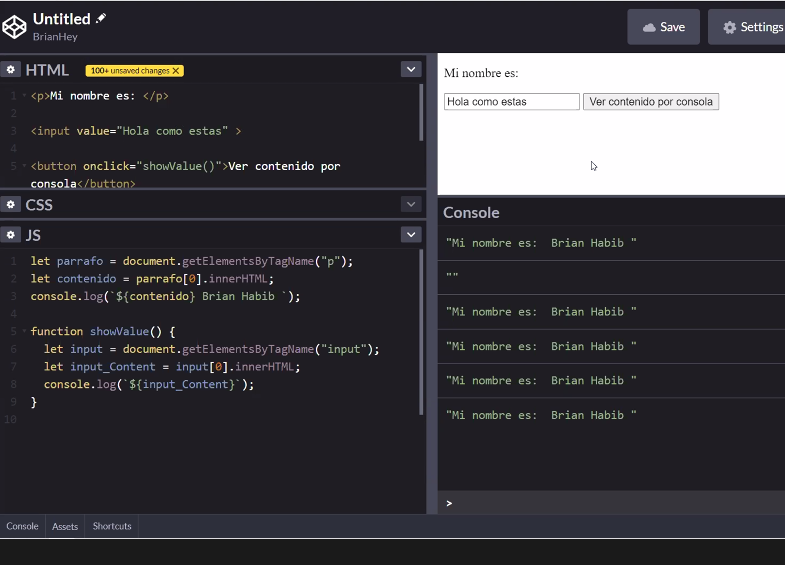 Untitled
BrianHey
Save
Settings
HTML
100+ unsaved changes X
1 <p>Mi nombre es: </p>
2
3 <input value="Hola como estas" >
4
5 <button onclick="showValue()">Ver contenido por
consola</button>
CSS
JS
1 let parrafo = document.getElementsByTagName("p");
2 let contenido = parrafo[0].innerHTML;
3 console.log(`${contenido} Brian Habib `);
4
5 function showValue() {
6 let input = document.getElementsByTagName("input");
7 let input_Content = input[0].innerHTML;
8 console.log(`${input_Content}`);
9 }
10
Mi nombre es:
Hola como estas
Ver contenido por consola
Console
"Mi nombre es:  Brian Habib "
""
"Mi nombre es:  Brian Habib "
"Mi nombre es:  Brian Habib "
"Mi nombre es:  Brian Habib "
"Mi nombre es:  Brian Habib "
>
Console
Assets
Shortcuts